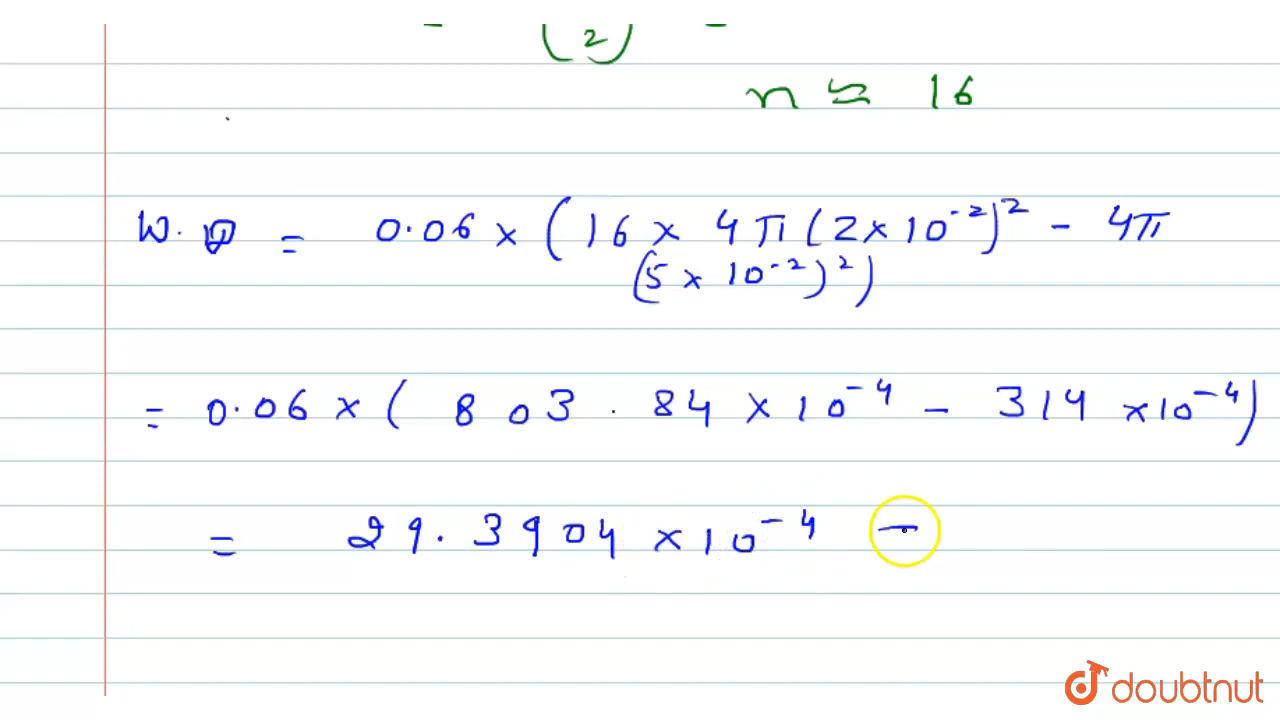 (2)
n ≈ 16
W.D = 0.06 × (16 × 4π(2×10⁻²)² − 4π
(5 × 10⁻²)²)
= 0.06 × (803.84 × 10⁻⁴ − 314 × 10⁻⁴)
= 29.3904 × 10⁻⁴ −
doubtnut